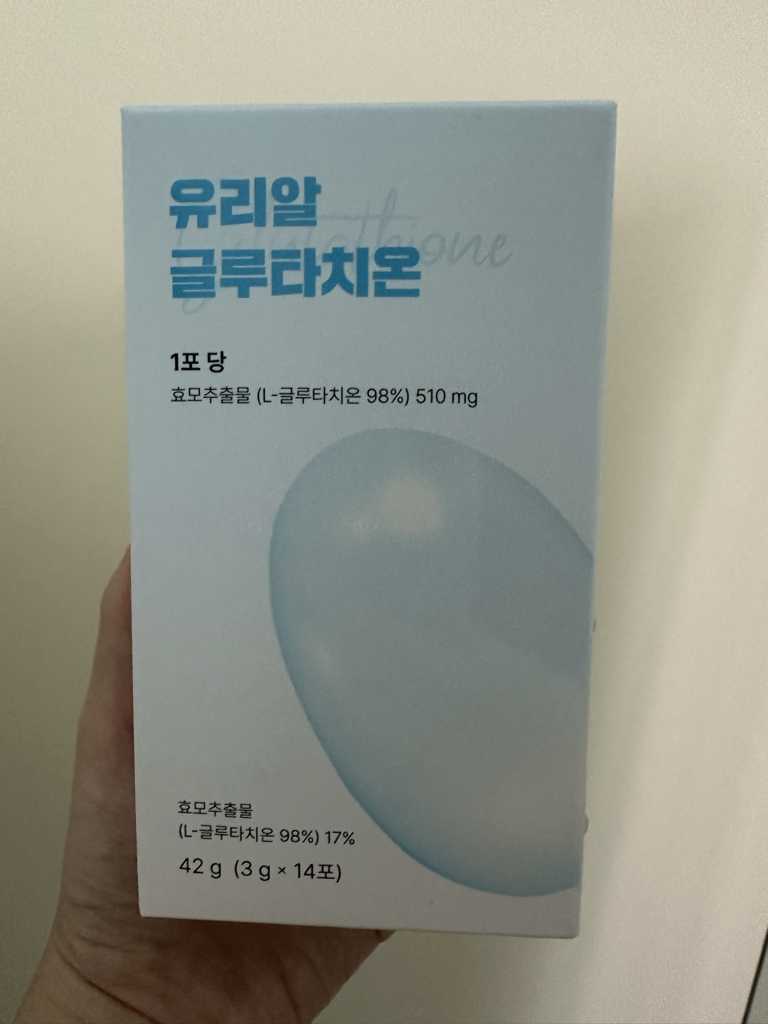 유리알
Glutathione
글루타치온
1포 당
효모추출물 (L-글루타치온 98%) 510 mg
효모추출물
(L-글루타치온 98%) 17%
42 g (3 g × 14포)